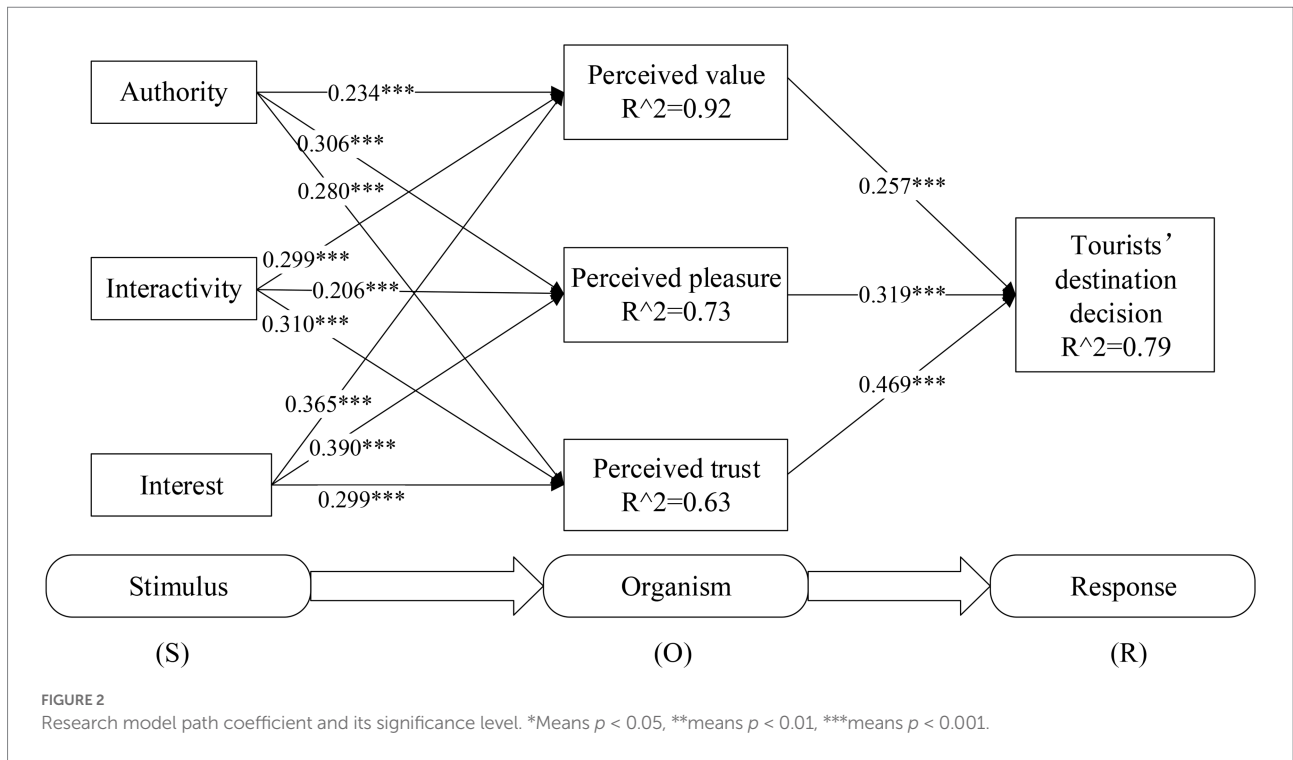 Authority
Interactivity
Interest
0.234***
0.306***
0.280***
0.299***
0.206***
0.310***
0.365***
0.390***
0.299***
Perceived value
R^2=0.92
Perceived pleasure
R^2=0.73
Perceived trust
R^2=0.63
0.257***
0.319***
0.469***
Tourists’
destination
decision
R^2=0.79
Stimulus
Organism
Response
(S)
(O)
(R)
FIGURE 2
Research model path coefficient and its significance level. *Means p < 0.05, **means p < 0.01, ***means p < 0.001.